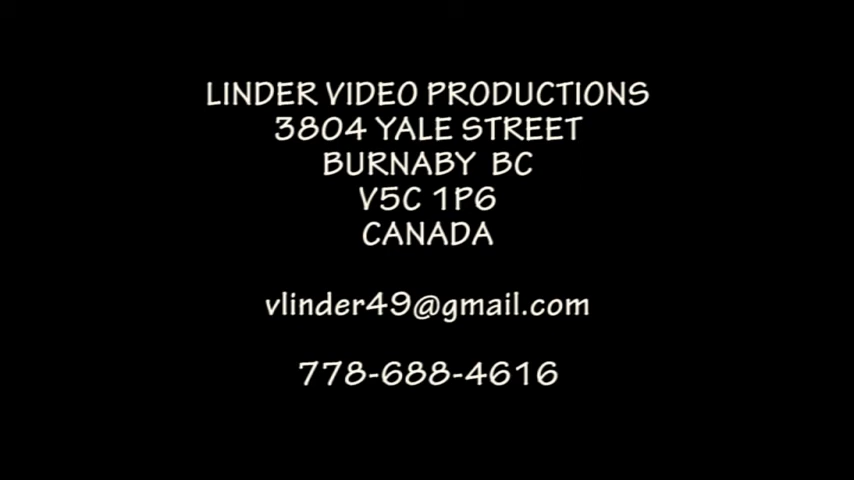 LINDER VIDEO PRODUCTIONS
3804 YALE STREET
BURNABY BC
V5C 1P6
CANADA
vlinder49@gmail.com
778-688-4616